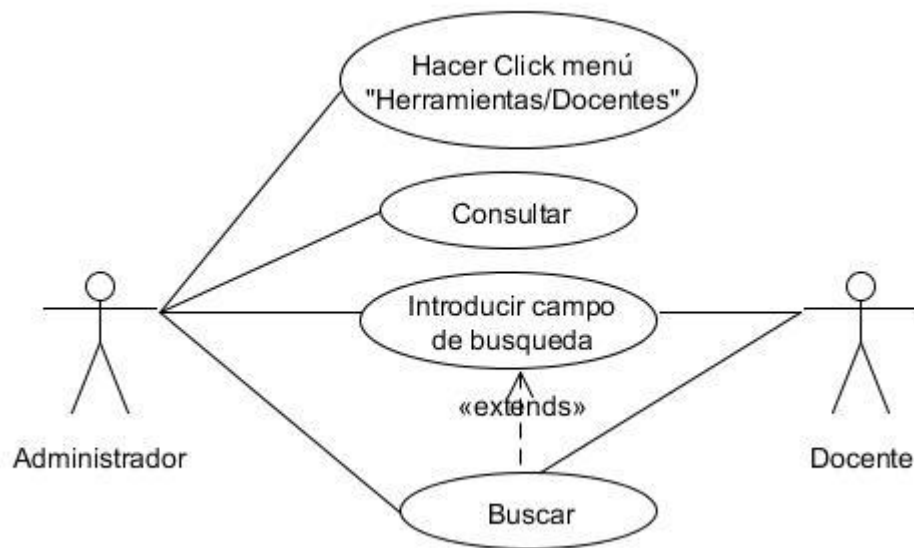 Hacer Click menú
"Herramientas/Docentes"
Consultar
Introducir campo
de busqueda
«extends»
Administrador
Docente
Buscar